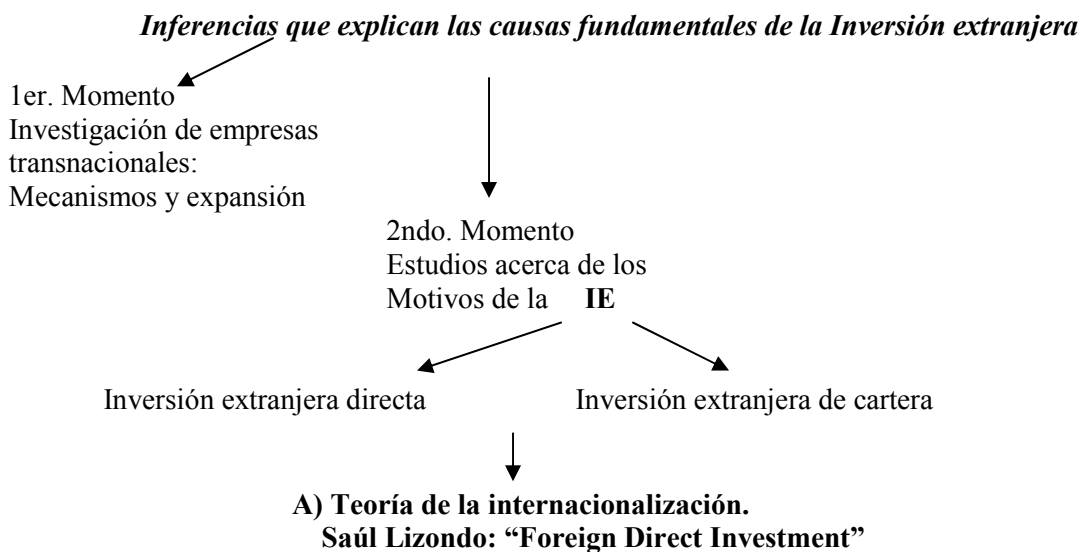 Inferencias que explican las causas fundamentales de la Inversión extranjera
1er. Momento
Investigación de empresas
transnacionales:
Mecanismos y expansión
2ndo. Momento
Estudios acerca de los
Motivos de la IE
Inversión extranjera directa
Inversión extranjera de cartera
A) Teoría de la internacionalización.
Saúl Lizondo: “Foreign Direct Investment”